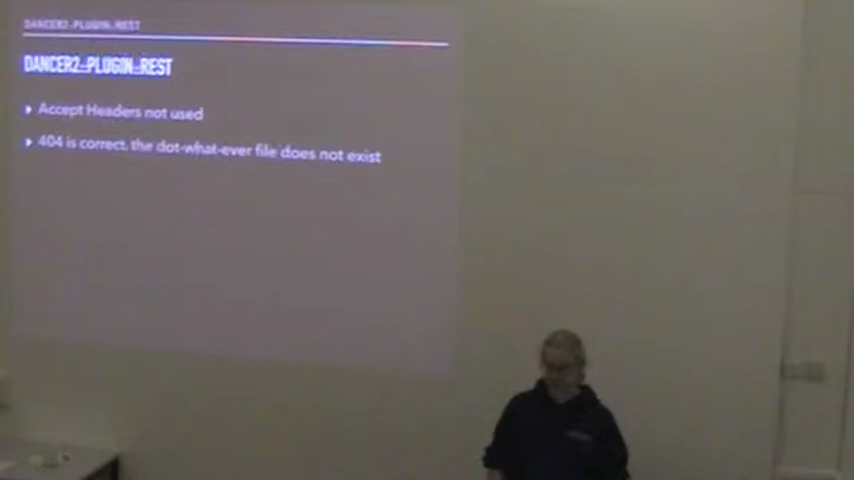 DANCER2::PLUGIN::REST
DANCER2::PLUGIN::REST
Accept Headers not used
404 is correct, the dot-what-ever file does not exist